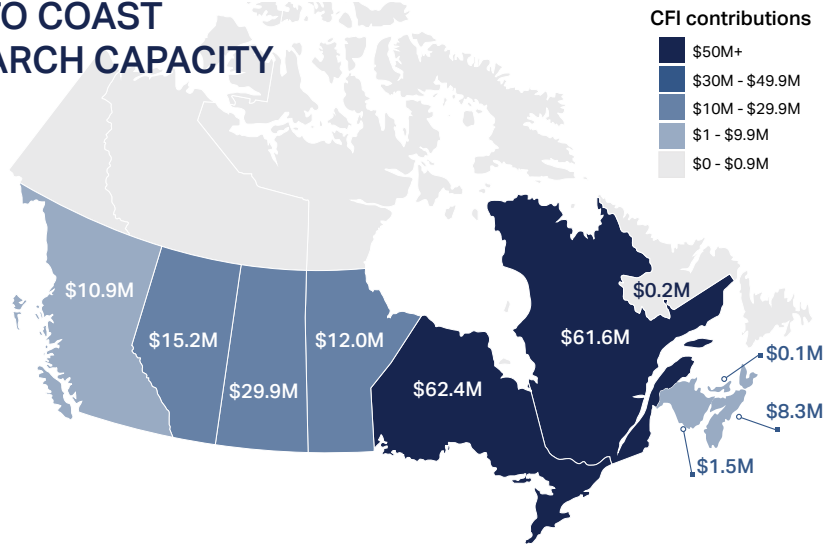 TO COAST
ARCH CAPACITY
CFI contributions
$50M+
$30M - $49.9M
$10M - $29.9M
$1 - $9.9M
$0 - $0.9M
$10.9M
$15.2M
$29.9M
$12.0M
$62.4M
$61.6M
$0.2M
$0.1M
$8.3M
$1.5M